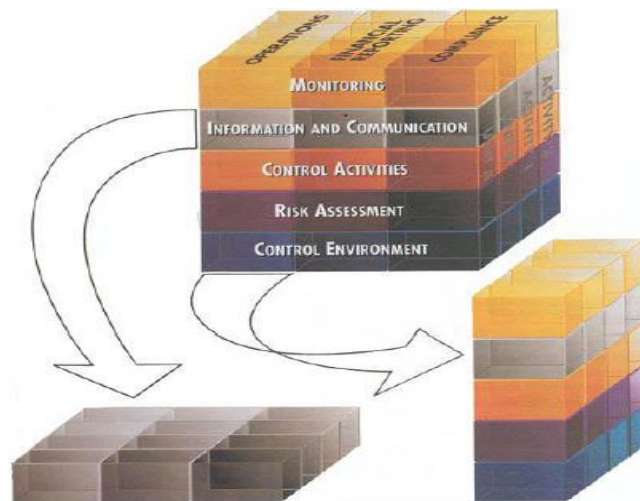 OPERATIONS
FINANCIAL
REPORTING
COMPLIANCE
MONITORING
INFORMATION AND COMMUNICATION
CONTROL ACTIVITIES
RISK ASSESSMENT
CONTROL ENVIRONMENT